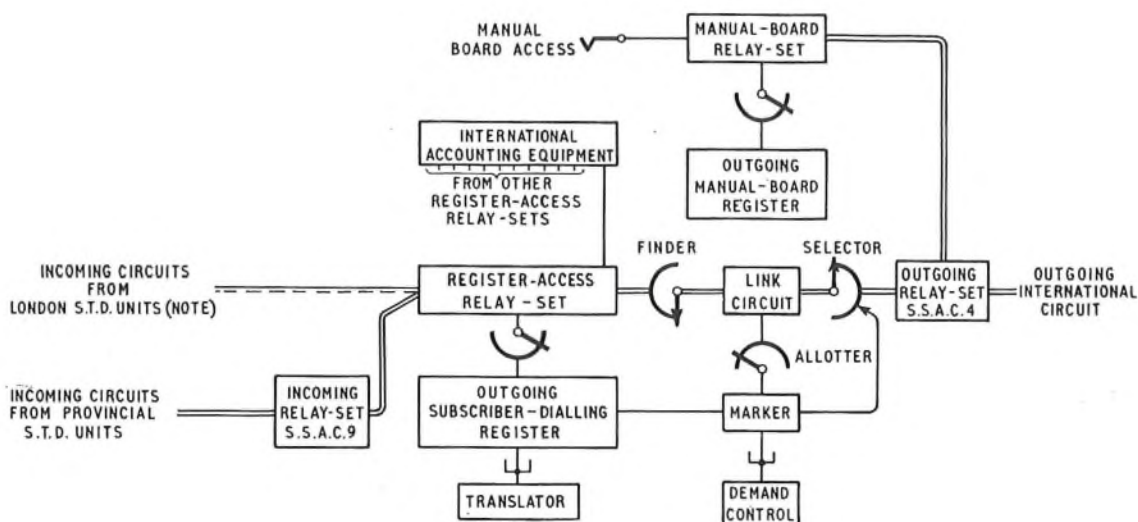 MANUAL
BOARD ACCESS
MANUAL-BOARD
RELAY-SET
INTERNATIONAL
ACCOUNTING EQUIPMENT
FROM OTHER
REGISTER-ACCESS
RELAY-SETS
OUTGOING
MANUAL-BOARD
REGISTER
FINDER
SELECTOR
INCOMING CIRCUITS
FROM
LONDON S.T.D. UNITS (NOTE)
REGISTER-ACCESS
RELAY-SET
LINK
CIRCUIT
OUTGOING
RELAY-SET
S.S.A.C.4
OUTGOING
INTERNATIONAL
CIRCUIT
ALLOTTER
INCOMING CIRCUITS
FROM PROVINCIAL
S.T.D. UNITS
INCOMING
RELAY-SET
S.S.A.C.9
OUTGOING
SUBSCRIBER-DIALLING
REGISTER
MARKER
TRANSLATOR
DEMAND
CONTROL